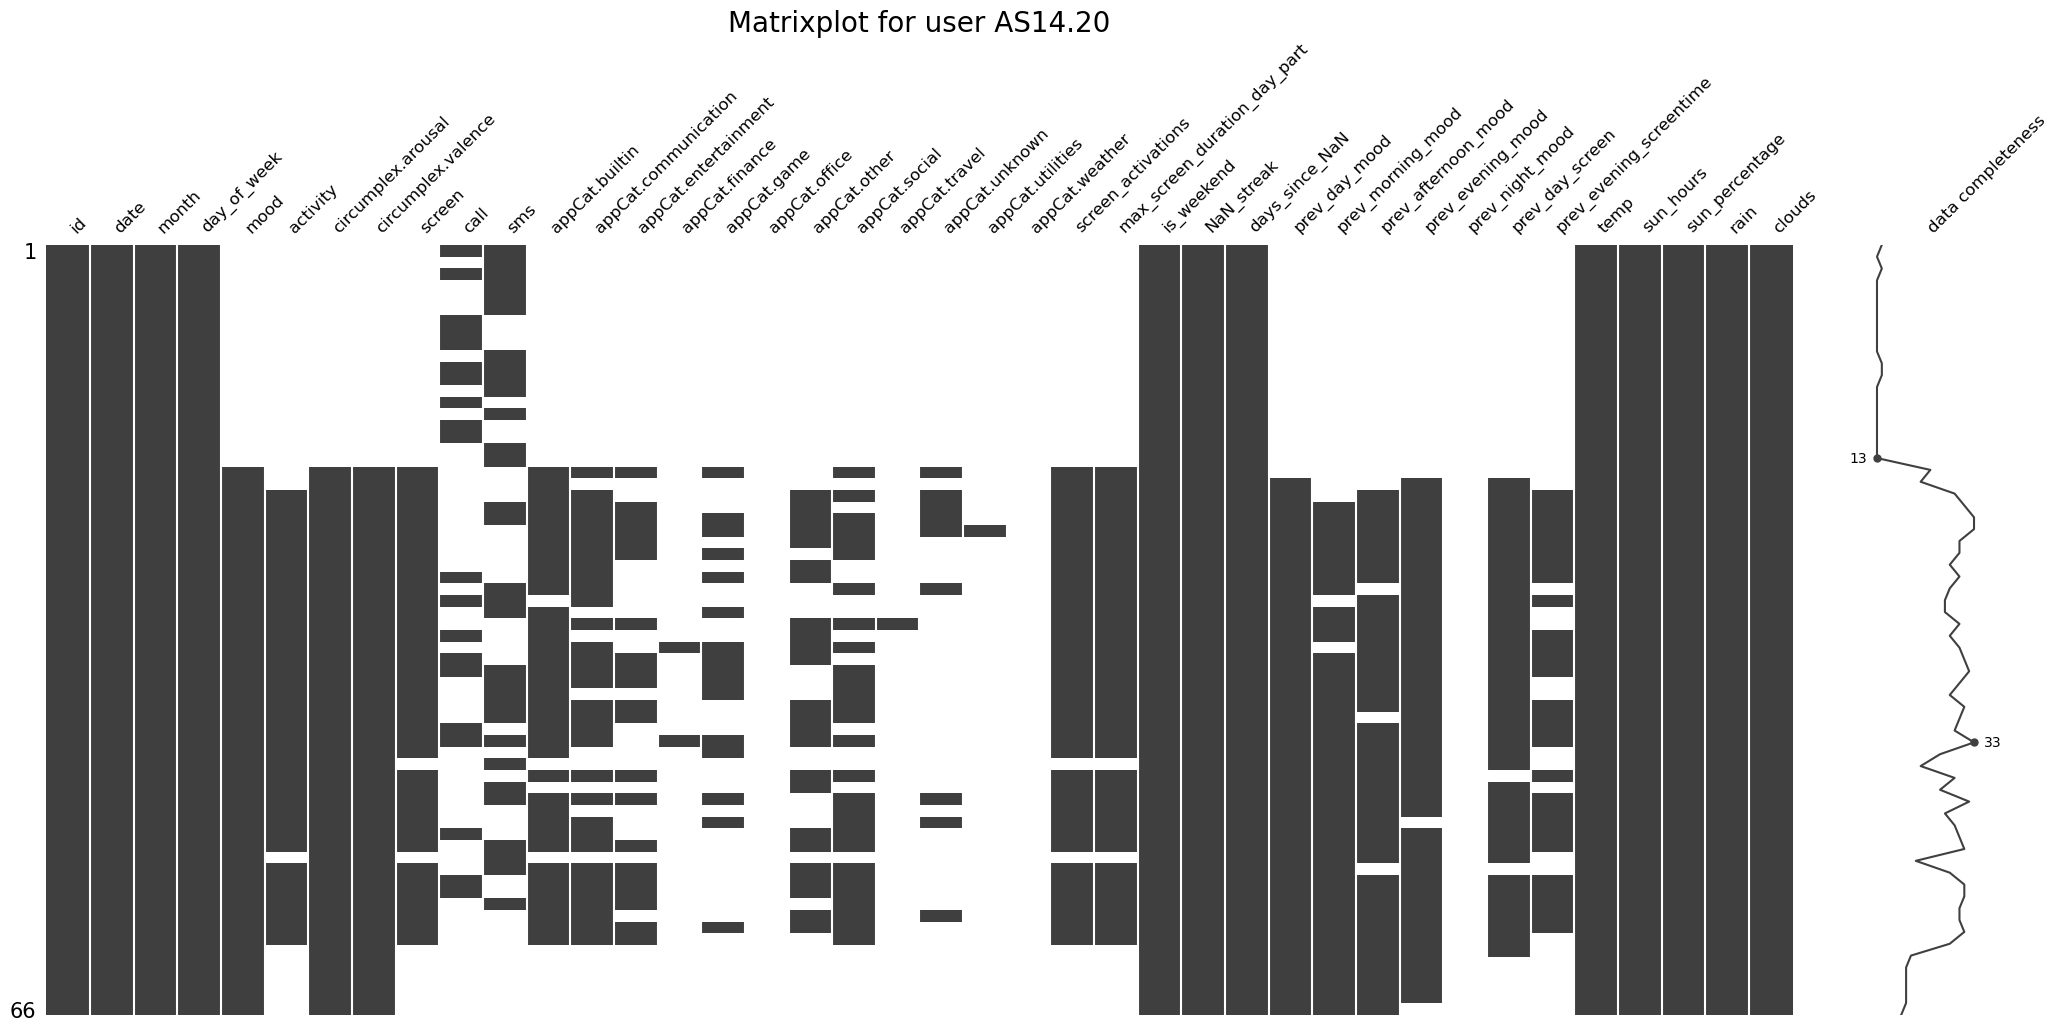 Matrixplot for user AS14.20
id
date
month
day_of_week
mood
activity
circumplex.arousal
circumplex.valence
screen
call
sms
appCat.builtin
appCat.communication
appCat.entertainment
appCat.finance
appCat.game
appCat.office
appCat.other
appCat.social
appCat.travel
appCat.unknown
appCat.utilities
appCat.weather
screen_activations
max_screen_duration_day_part
is_weekend
NaN_streak
days_since_NaN
prev_day_mood
prev_morning_mood
prev_afternoon_mood
prev_evening_mood
prev_night_mood
prev_day_screen
prev_evening_screentime
temp
sun_hours
sun_percentage
rain
clouds
data completeness
1
13
33
66